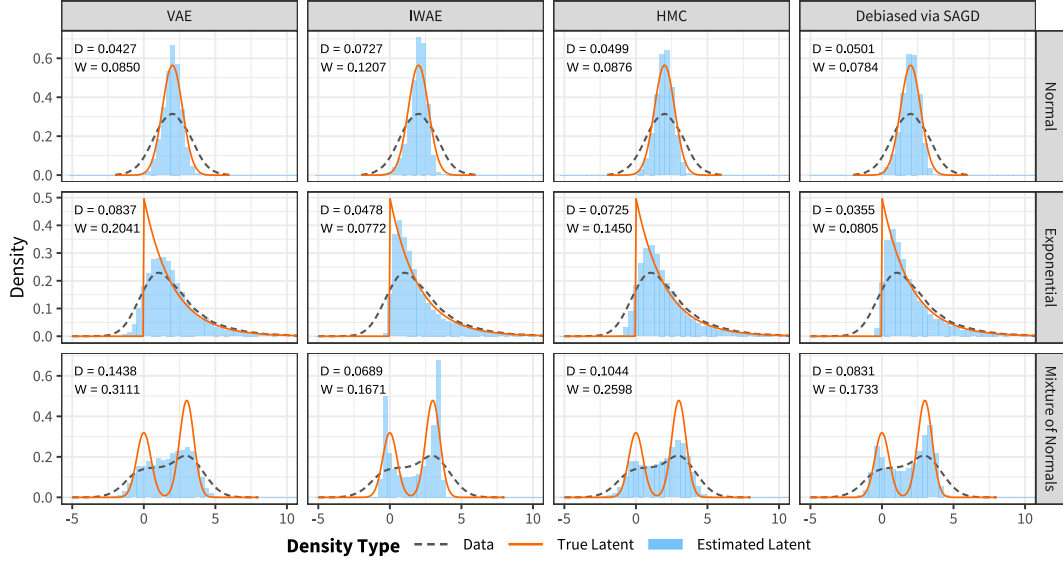 VAE
IWAE
HMC
Debiased via SAGD
Density
0.6
0.4
0.2
0.0
D = 0.0427
W = 0.0850
D = 0.0727
W = 0.1207
D = 0.0499
W = 0.0876
D = 0.0501
W = 0.0784
Normal
0.5
0.4
0.3
0.2
0.1
0.0
D = 0.0837
W = 0.2041
D = 0.0478
W = 0.0772
D = 0.0725
W = 0.1450
D = 0.0355
W = 0.0805
Exponential
0.6
0.4
0.2
0.0
D = 0.1438
W = 0.3111
D = 0.0689
W = 0.1671
D = 0.1044
W = 0.2598
D = 0.0831
W = 0.1733
Mixture of Normals
-5 0 5 10
-5 0 5 10
-5 0 5 10
-5 0 5 10
Density Type Data True Latent Estimated Latent